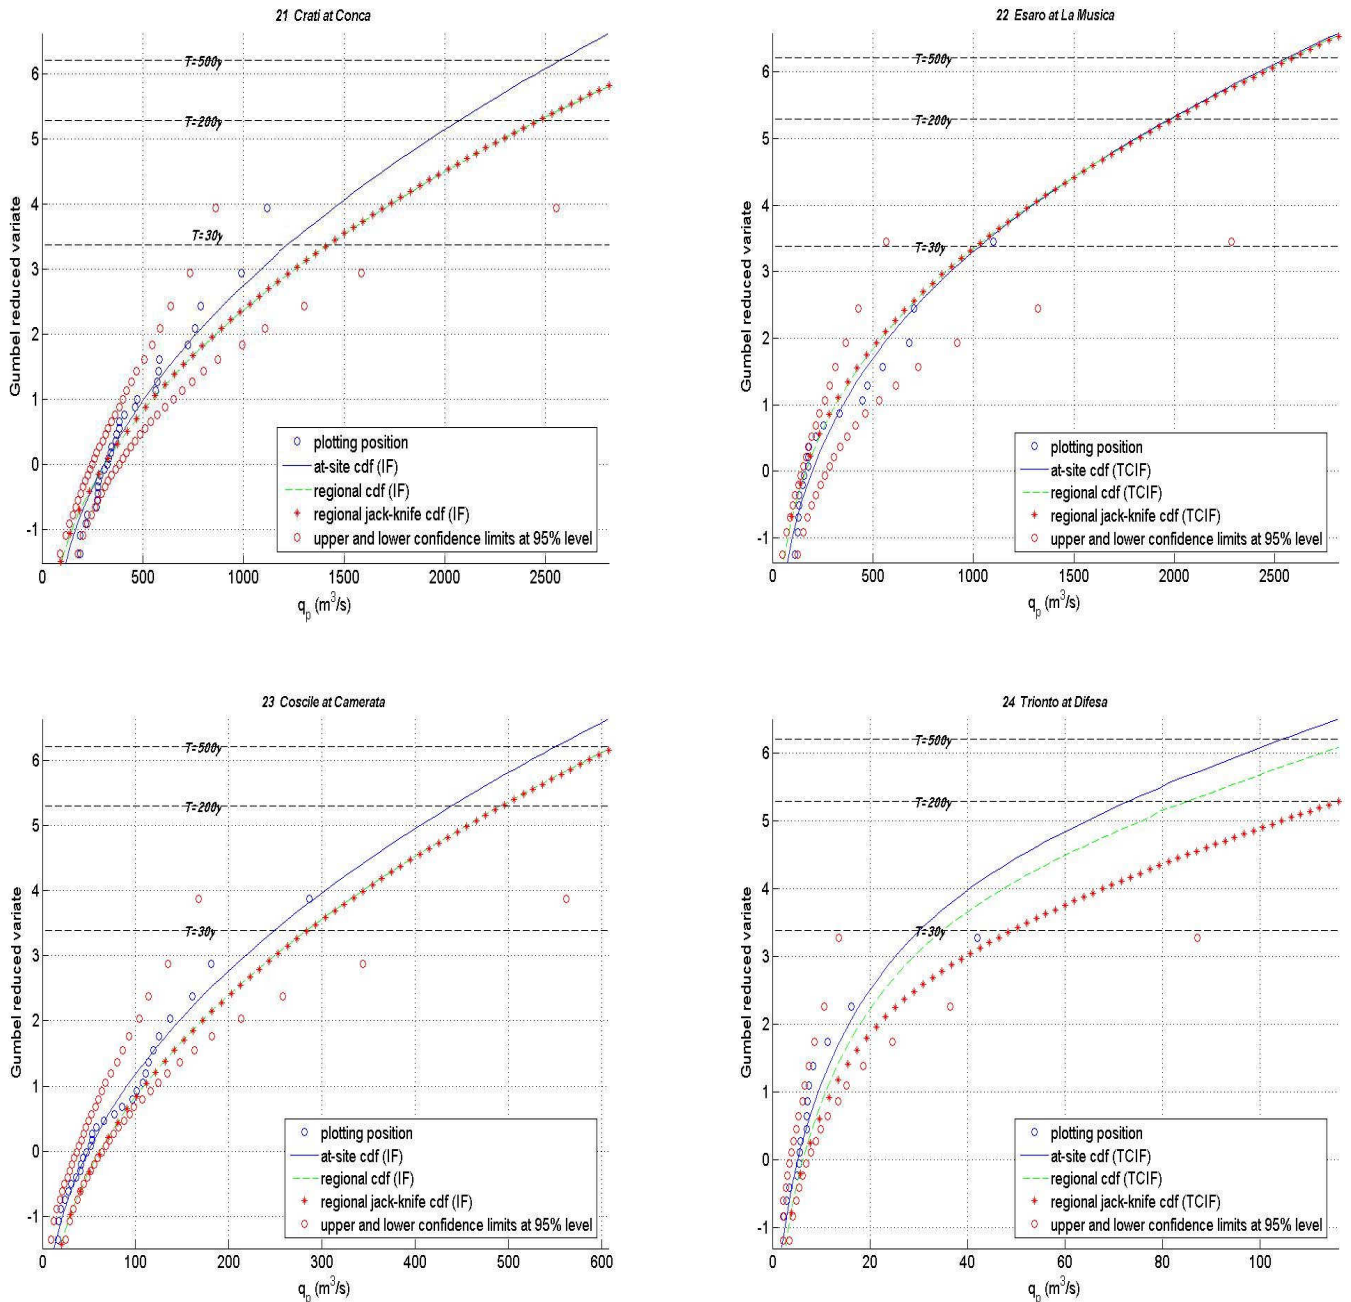 21 Crati at Conca
T=500y
T=200y
T=30y
6
5
4
3
2
1
0
-1
Gumbel reduced variate
plotting position
at-site cdf (IF)
regional cdf (IF)
regional jack-knife cdf (IF)
upper and lower confidence limits at 95% level
0 500 1000 1500 2000 2500
qp (m3/s)
22 Esaro at La Musica
T=500y
T=200y
T=30y
6
5
4
3
2
1
0
-1
Gumbel reduced variate
plotting position
at-site cdf (TCIF)
regional cdf (TCIF)
regional jack-knife cdf (TCIF)
upper and lower confidence limits at 95% level
0 500 1000 1500 2000 2500
qp (m3/s)
23 Coscile at Camerata
T=500y
T=200y
T=30y
6
5
4
3
2
1
0
-1
Gumbel reduced variate
plotting position
at-site cdf (IF)
regional cdf (IF)
regional jack-knife cdf (IF)
upper and lower confidence limits at 95% level
0 100 200 300 400 500 600
qp (m3/s)
24 Trionto at Difesa
T=500y
T=200y
T=30y
6
5
4
3
2
1
0
-1
Gumbel reduced variate
plotting position
at-site cdf (TCIF)
regional cdf (TCIF)
regional jack-knife cdf (TCIF)
upper and lower confidence limits at 95% level
0 20 40 60 80 100
qp (m3/s)